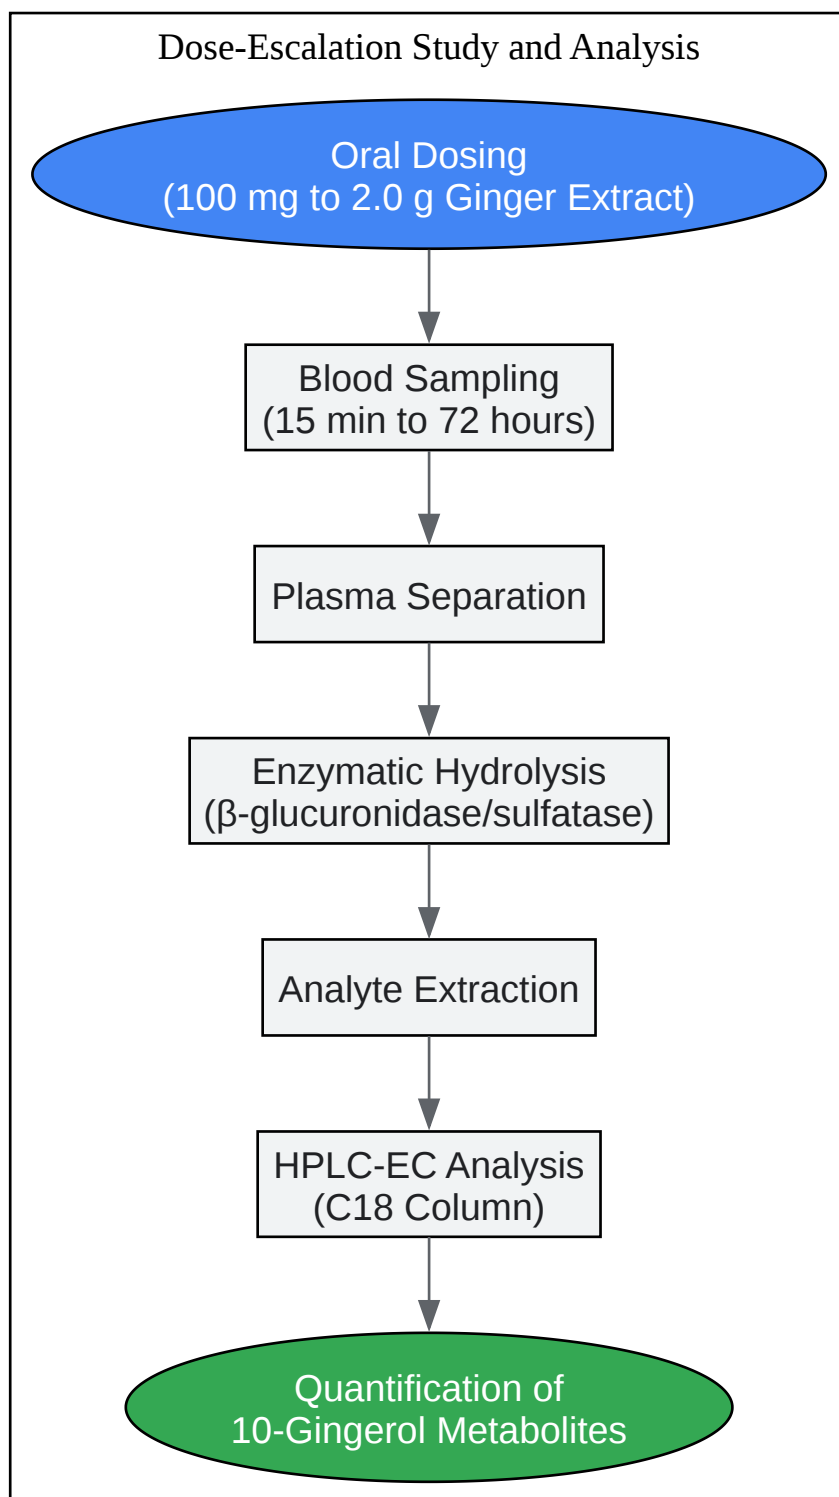 Dose-Escalation Study and Analysis
Oral Dosing
(100 mg to 2.0 g Ginger Extract)
Blood Sampling
(15 min to 72 hours)
Plasma Separation
Enzymatic Hydrolysis
(β-glucuronidase/sulfatase)
Analyte Extraction
HPLC-EC Analysis
(C18 Column)
Quantification of
10-Gingerol Metabolites